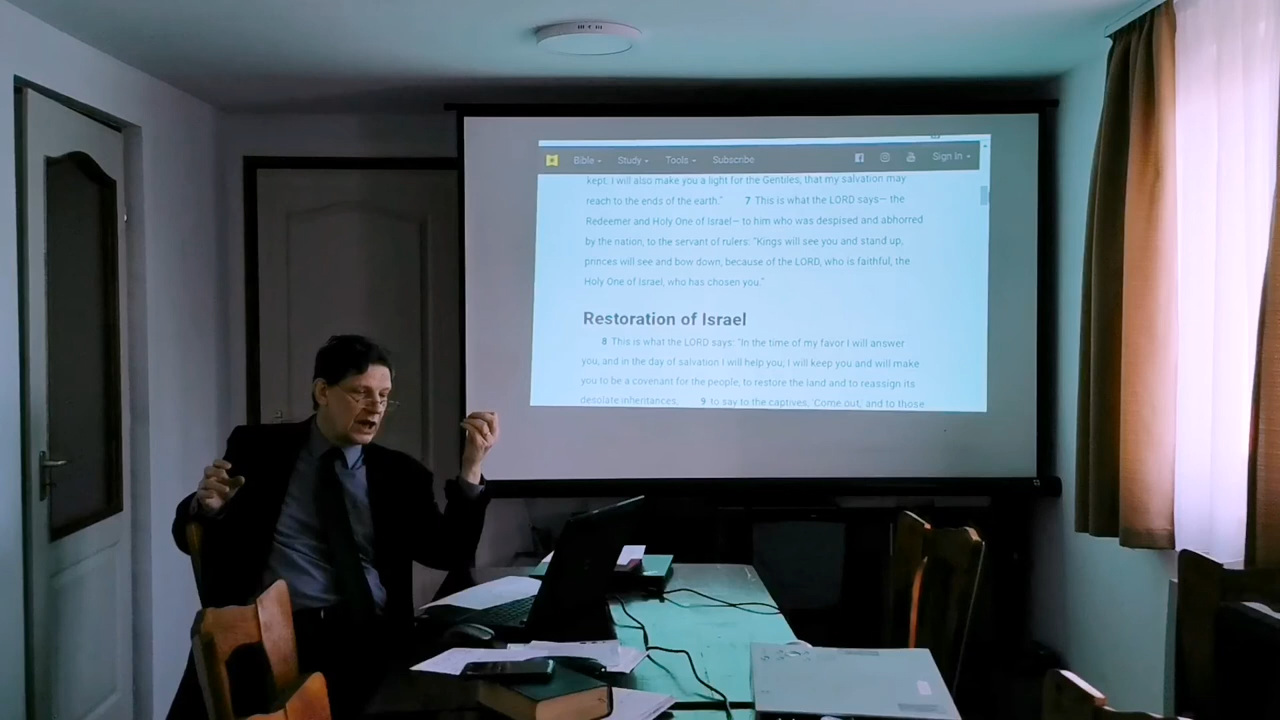 Bible Study Tools Subscribe Sign In
kept. I will also make you a light for the Gentiles, that my salvation may
reach to the ends of the earth.” 7 This is what the LORD says— the
Redeemer and Holy One of Israel— to him who was despised and abhorred
by the nation, to the servant of rulers: “Kings will see you and stand up,
princes will see and bow down, because of the LORD, who is faithful, the
Holy One of Israel, who has chosen you.”
Restoration of Israel
8 This is what the LORD says: “In the time of my favor I will answer
you, and in the day of salvation I will help you; I will keep you and will make
you to be a covenant for the people, to restore the land and to reassign its
desolate inheritances, 9 to say to the captives, ‘Come out,’ and to those